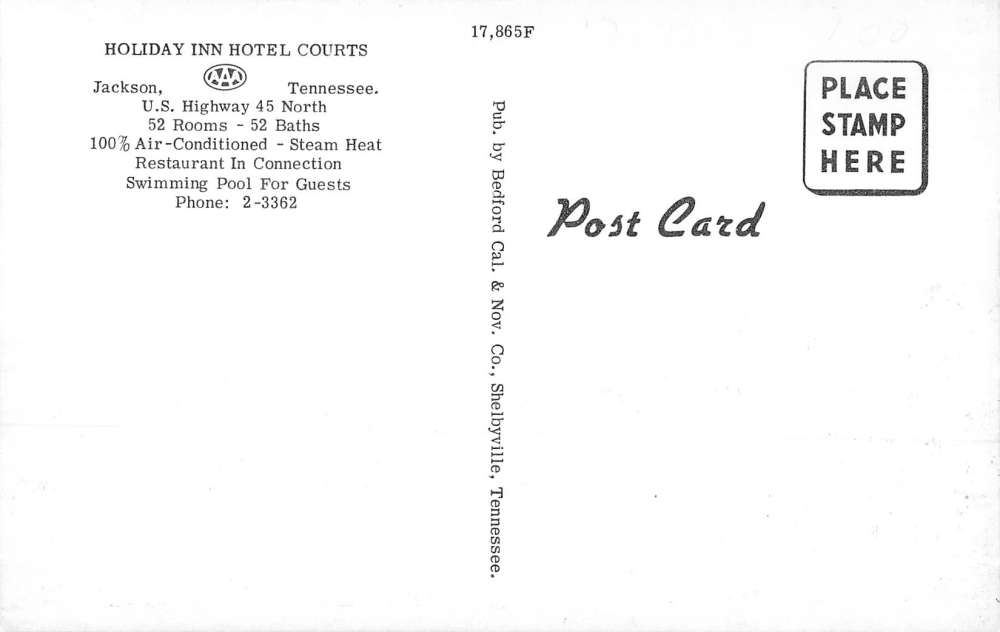 17,865F
HOLIDAY INN HOTEL COURTS
AAA
Jackson, Tennessee.
U.S. Highway 45 North
52 Rooms - 52 Baths
100% Air-Conditioned - Steam Heat
Restaurant In Connection
Swimming Pool For Guests
Phone: 2-3362
Pub. by Bedford Cal. & Nov. Co., Shelbyville, Tennessee.
PLACE
STAMP
HERE
Post Card